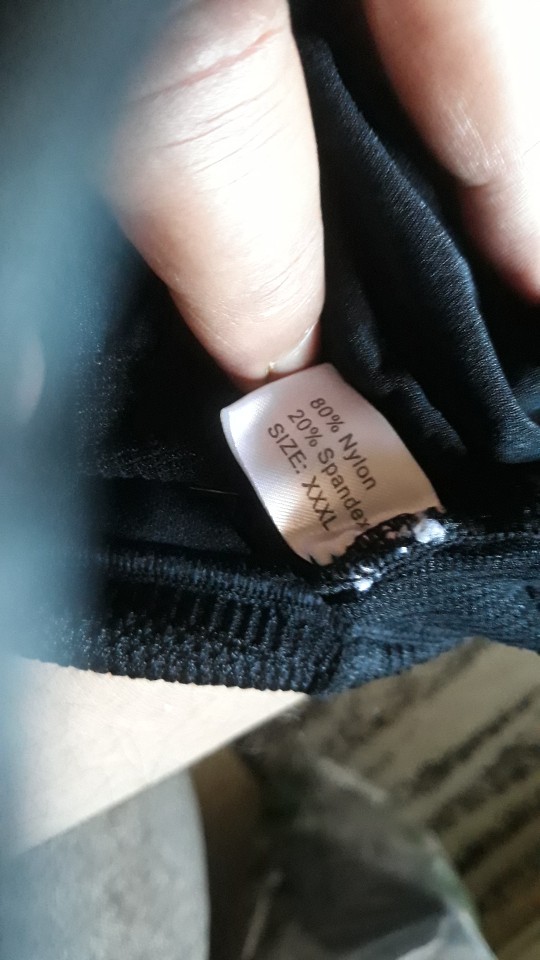 80% Nylon
20% Spandex
SIZE: XXXL